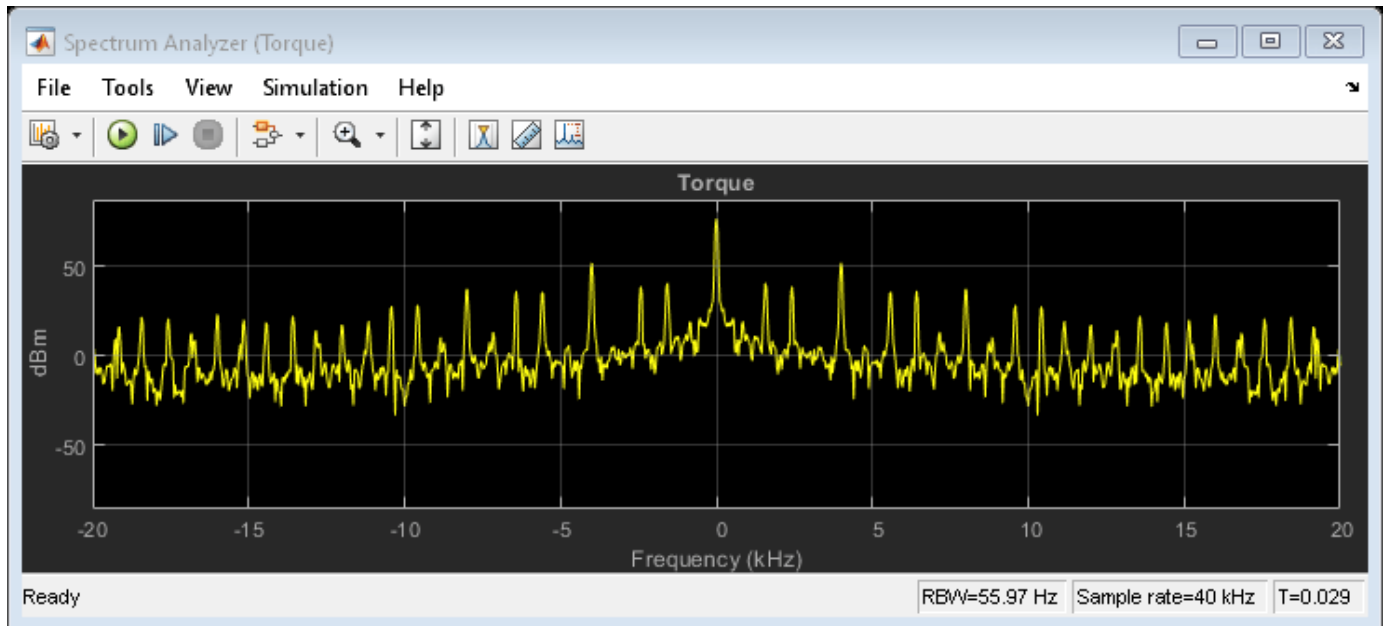 Spectrum Analyzer (Torque)
File Tools View Simulation Help
Torque
50
0
-50
dBm
-20 -15 -10 -5 0 5 10 15 20
Frequency (kHz)
Ready RBW=55.97 Hz Sample rate=40 kHz T=0.029